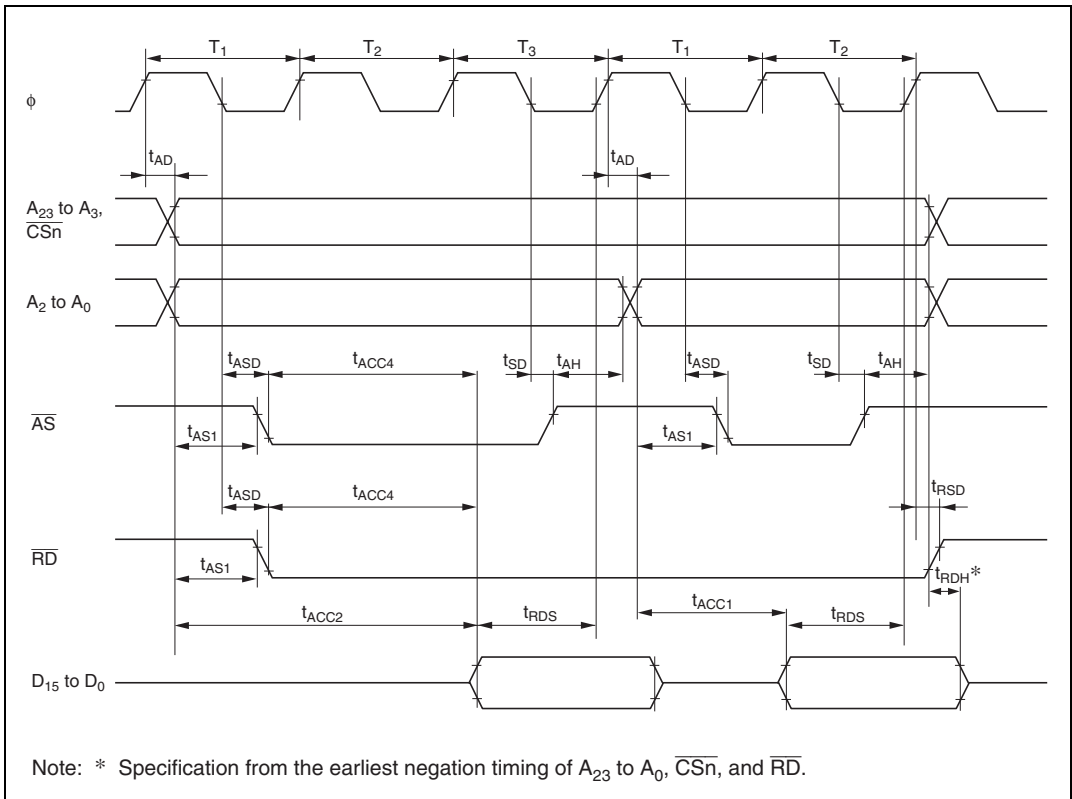 T1 T2 T3 T1 T2
φ
tAD tAD
A23 to A3,
CSn
A2 to A0
tASD tACC4 tSD tAH tASD tSD tAH
AS
tAS1 tAS1
tASD tACC4 tRSD
RD
tAS1 tRDH*
tACC2 tRDS tACC1 tRDS
D15 to D0
Note: * Specification from the earliest negation timing of A23 to A0, CSn, and RD.